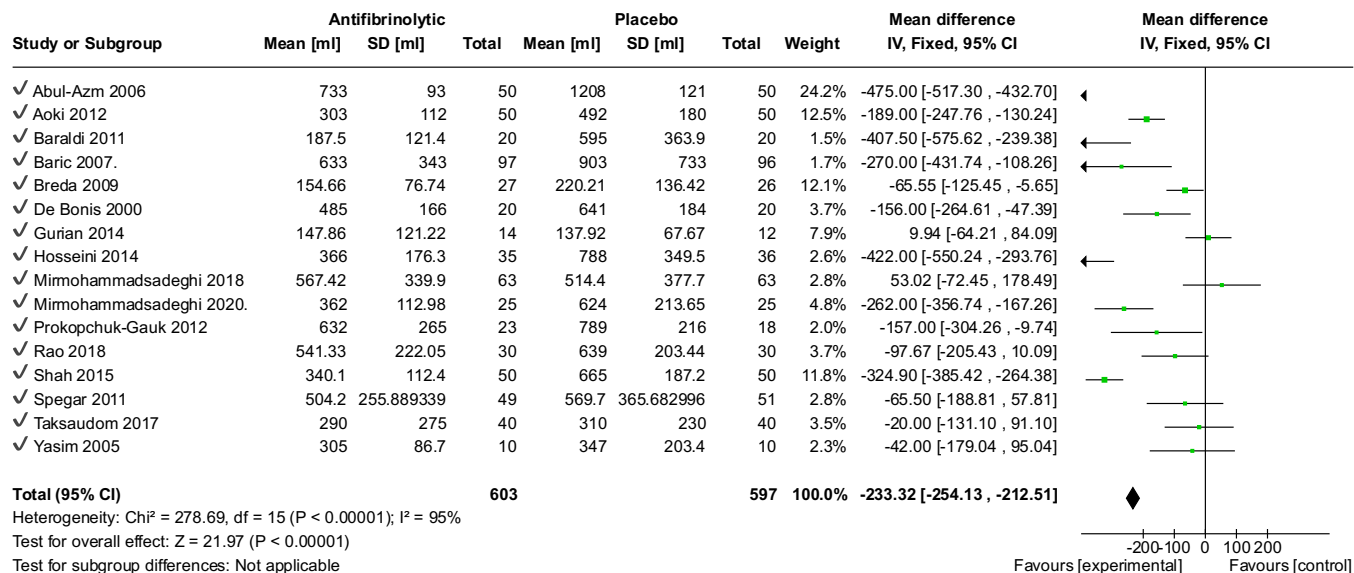 Antifibrinolytic Placebo Mean difference Mean difference
Study or Subgroup Mean [ml] SD [ml] Total Mean [ml] SD [ml] Total Weight IV, Fixed, 95% CI IV, Fixed, 95% CI
✓ Abul-Azm 2006 733 93 50 1208 121 50 24.2% -475.00 [-517.30 , -432.70]
✓ Aoki 2012 303 112 50 492 180 50 12.5% -189.00 [-247.76 , -130.24]
✓ Baraldi 2011 187.5 121.4 20 595 363.9 20 1.5% -407.50 [-575.62 , -239.38]
✓ Baric 2007. 633 343 97 903 733 96 1.7% -270.00 [-431.74 , -108.26]
✓ Breda 2009 154.66 76.74 27 220.21 136.42 26 12.1% -65.55 [-125.45 , -5.65]
✓ De Bonis 2000 485 166 20 641 184 20 3.7% -156.00 [-264.61 , -47.39]
✓ Gurian 2014 147.86 121.22 14 137.92 67.67 12 7.9% 9.94 [-64.21 , 84.09]
✓ Hosseini 2014 366 176.3 35 788 349.5 36 2.6% -422.00 [-550.24 , -293.76]
✓ Mirmohammadsadeghi 2018 567.42 339.9 63 514.4 377.7 63 2.8% 53.02 [-72.45 , 178.49]
✓ Mirmohammadsadeghi 2020. 362 112.98 25 624 213.65 25 4.8% -262.00 [-356.74 , -167.26]
✓ Prokopchuk-Gauk 2012 632 265 23 789 216 18 2.0% -157.00 [-304.26 , -9.74]
✓ Rao 2018 541.33 222.05 30 639 203.44 30 3.7% -97.67 [-205.43 , 10.09]
✓ Shah 2015 340.1 112.4 50 665 187.2 50 11.8% -324.90 [-385.42 , -264.38]
✓ Spegar 2011 504.2 255.889339 49 569.7 365.682996 51 2.8% -65.50 [-188.81 , 57.81]
✓ Taksaudom 2017 290 275 40 310 230 40 3.5% -20.00 [-131.10 , 91.10]
✓ Yasim 2005 305 86.7 10 347 203.4 10 2.3% -42.00 [-179.04 , 95.04]
Total (95% CI) 603 597 100.0% -233.32 [-254.13 , -212.51]
Heterogeneity: Chi² = 278.69, df = 15 (P < 0.00001); I² = 95%
Test for overall effect: Z = 21.97 (P < 0.00001) -200 -100 0 100 200
Test for subgroup differences: Not applicable Favours [experimental] Favours [control]